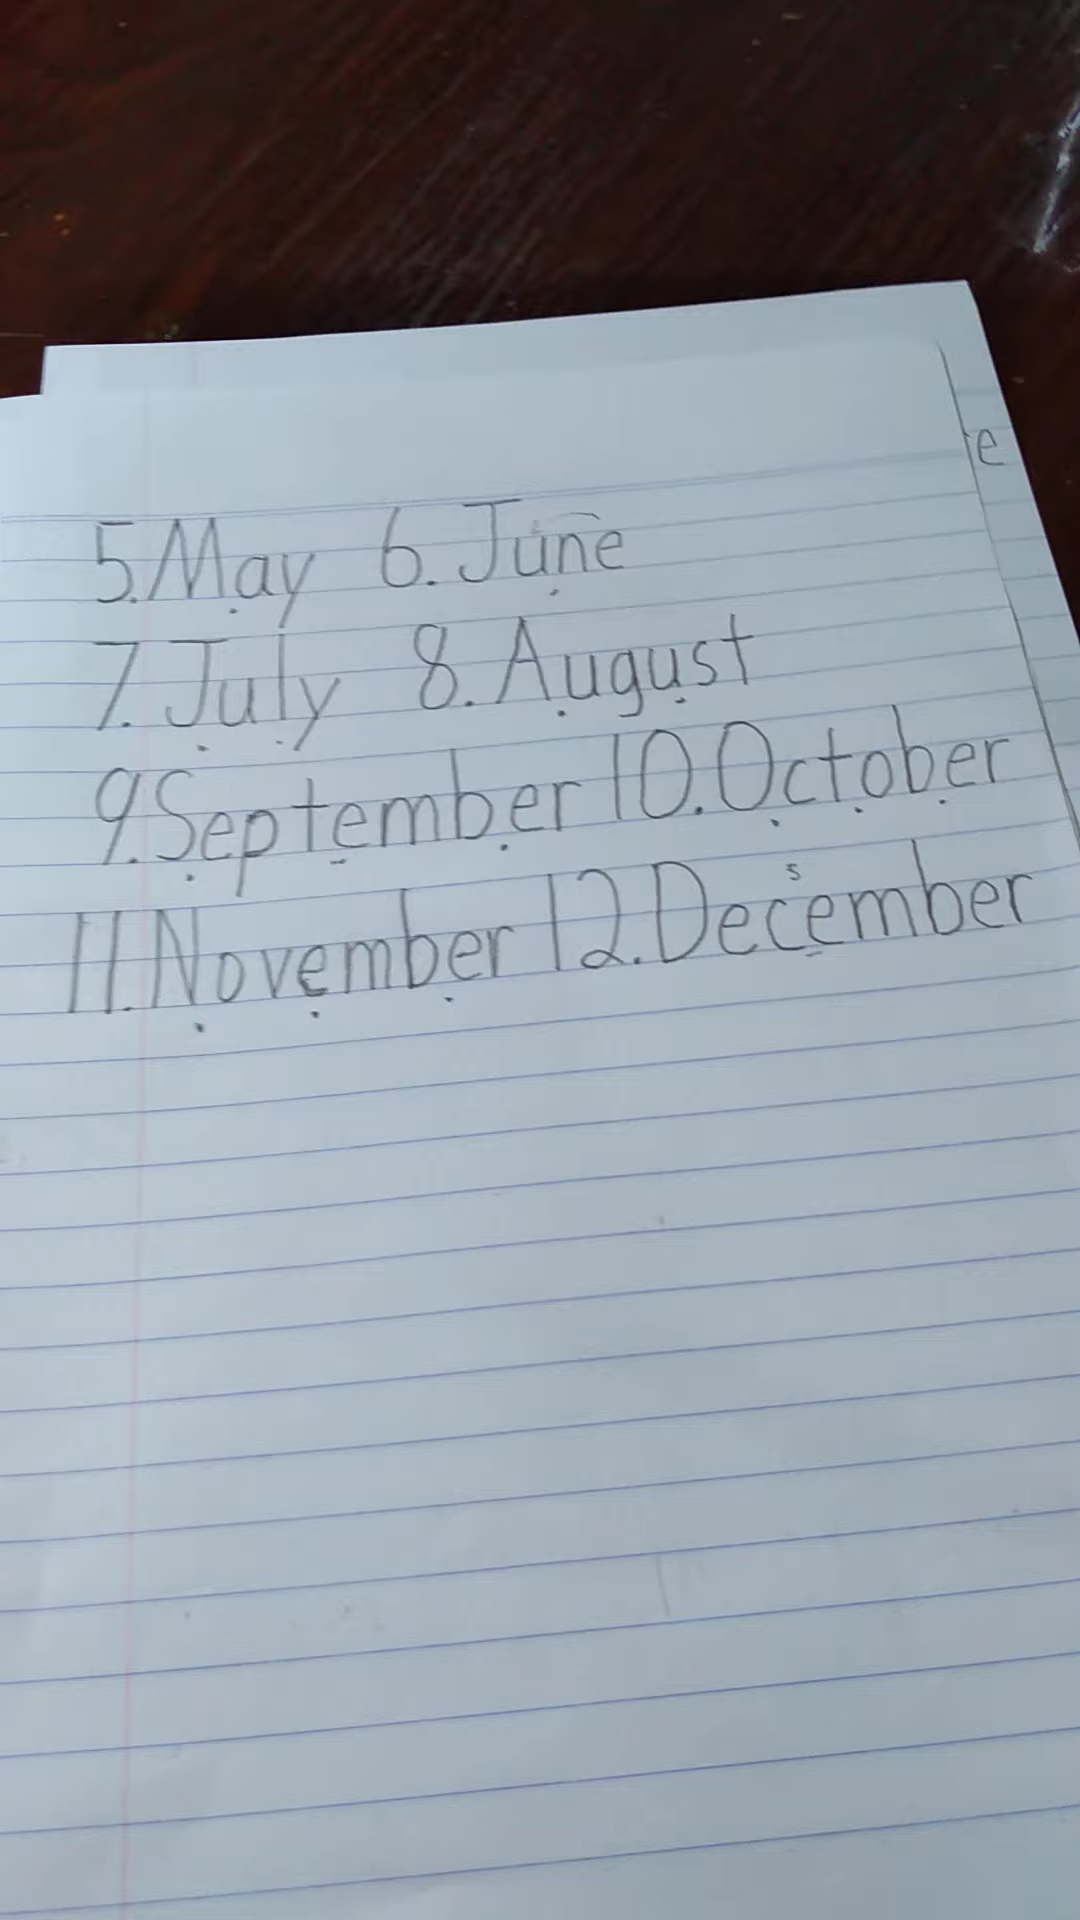 e
5. May 6. June
7. July 8. August
9. September 10. October
s
11. November 12. December